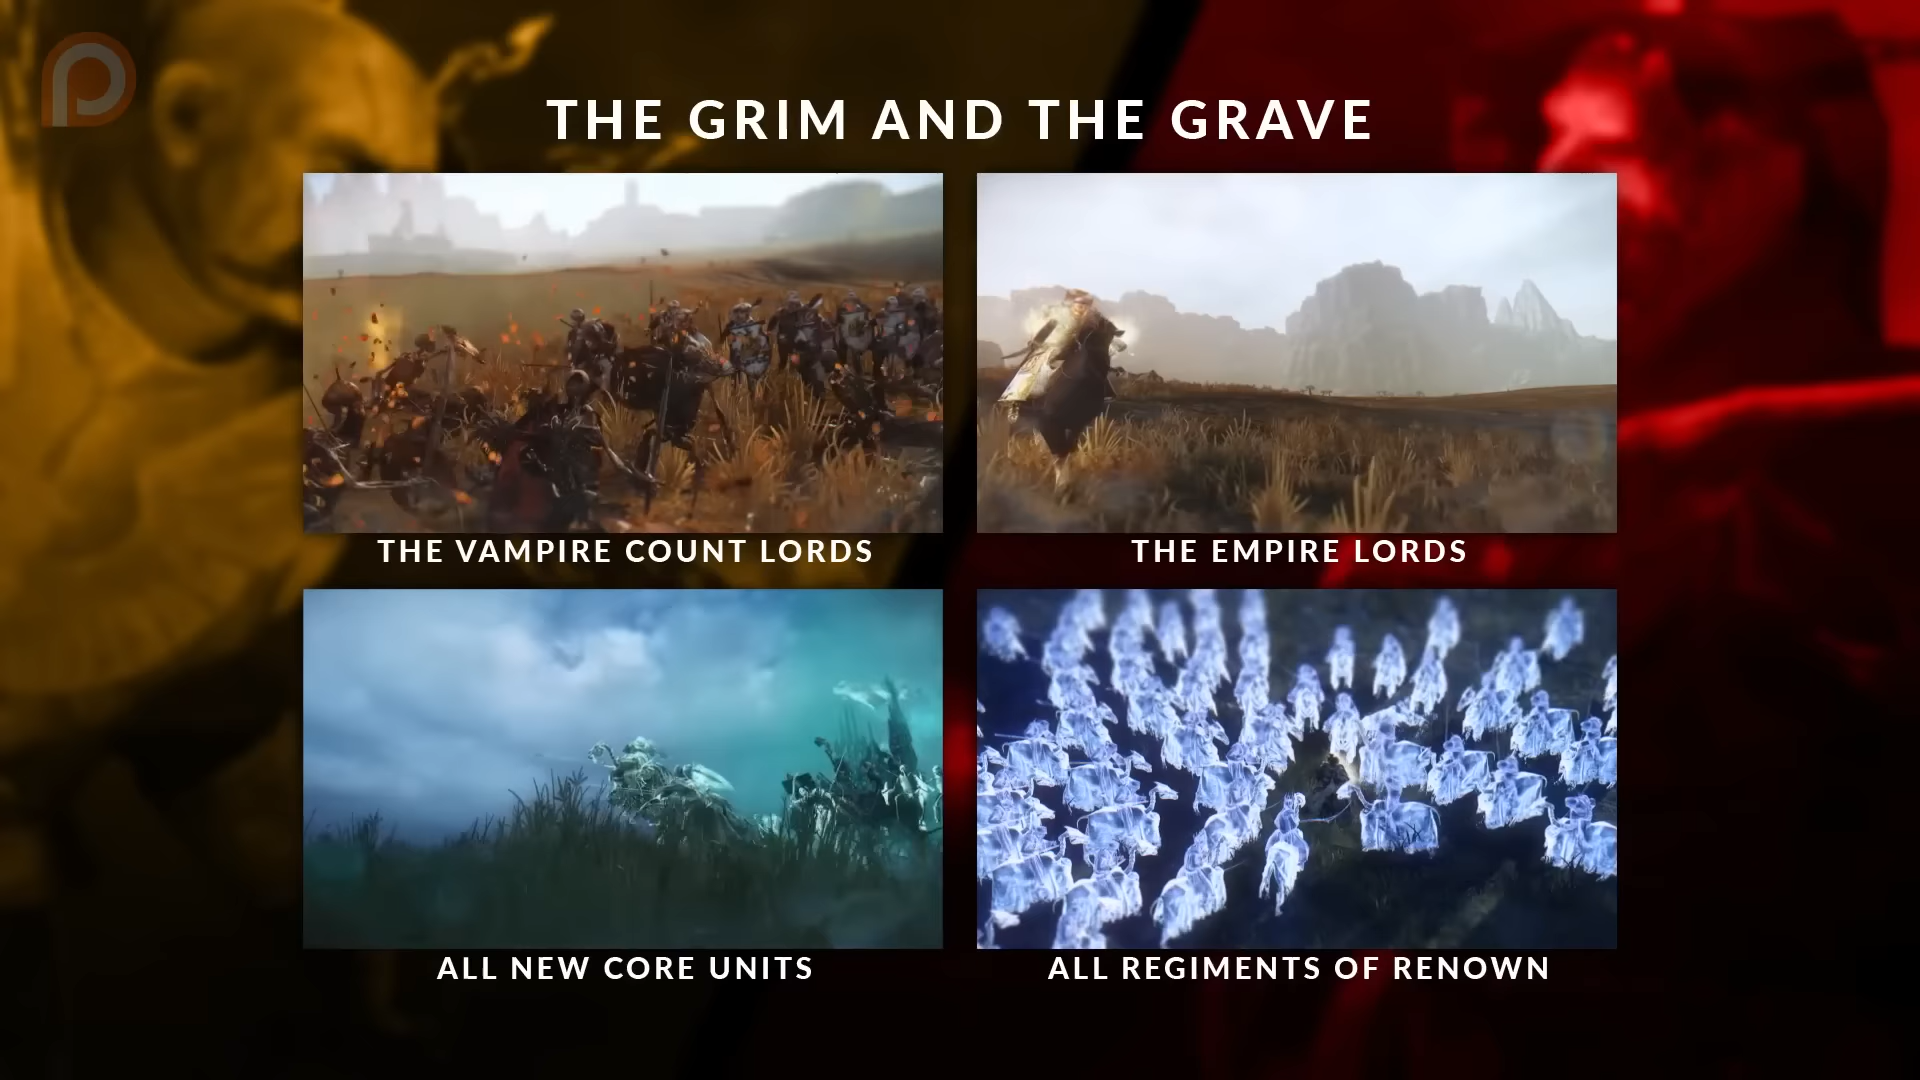 THE GRIM AND THE GRAVE
THE VAMPIRE COUNT LORDS
THE EMPIRE LORDS
ALL NEW CORE UNITS
ALL REGIMENTS OF RENOWN